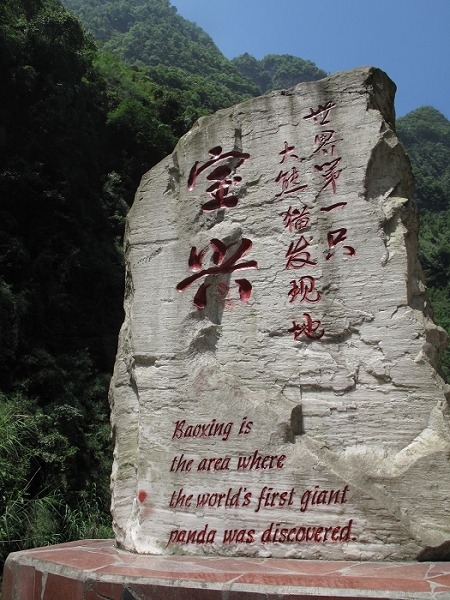 世界第一只
大熊猫发现地
宝兴
Baoxing is
the area where
the world's first giant
panda was discovered.